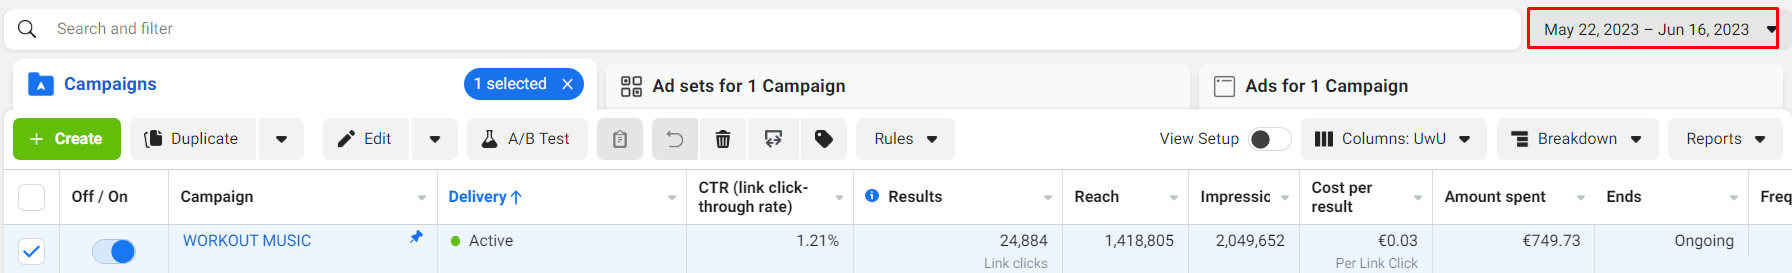 Search and filter
May 22, 2023 – Jun 16, 2023
Campaigns
1 selected ×
Ad sets for 1 Campaign
Ads for 1 Campaign
+ Create
Duplicate
Edit
A/B Test
Rules
View Setup
Columns: UwU
Breakdown
Reports
Off / On
Campaign
Delivery ↑
CTR (link click-
through rate)
Results
Reach
Impressic
Cost per
result
Amount spent
Ends
Freq
WORKOUT MUSIC
Active
1.21%
24,884
Link clicks
1,418,805
2,049,652
€0.03
Per Link Click
€749.73
Ongoing